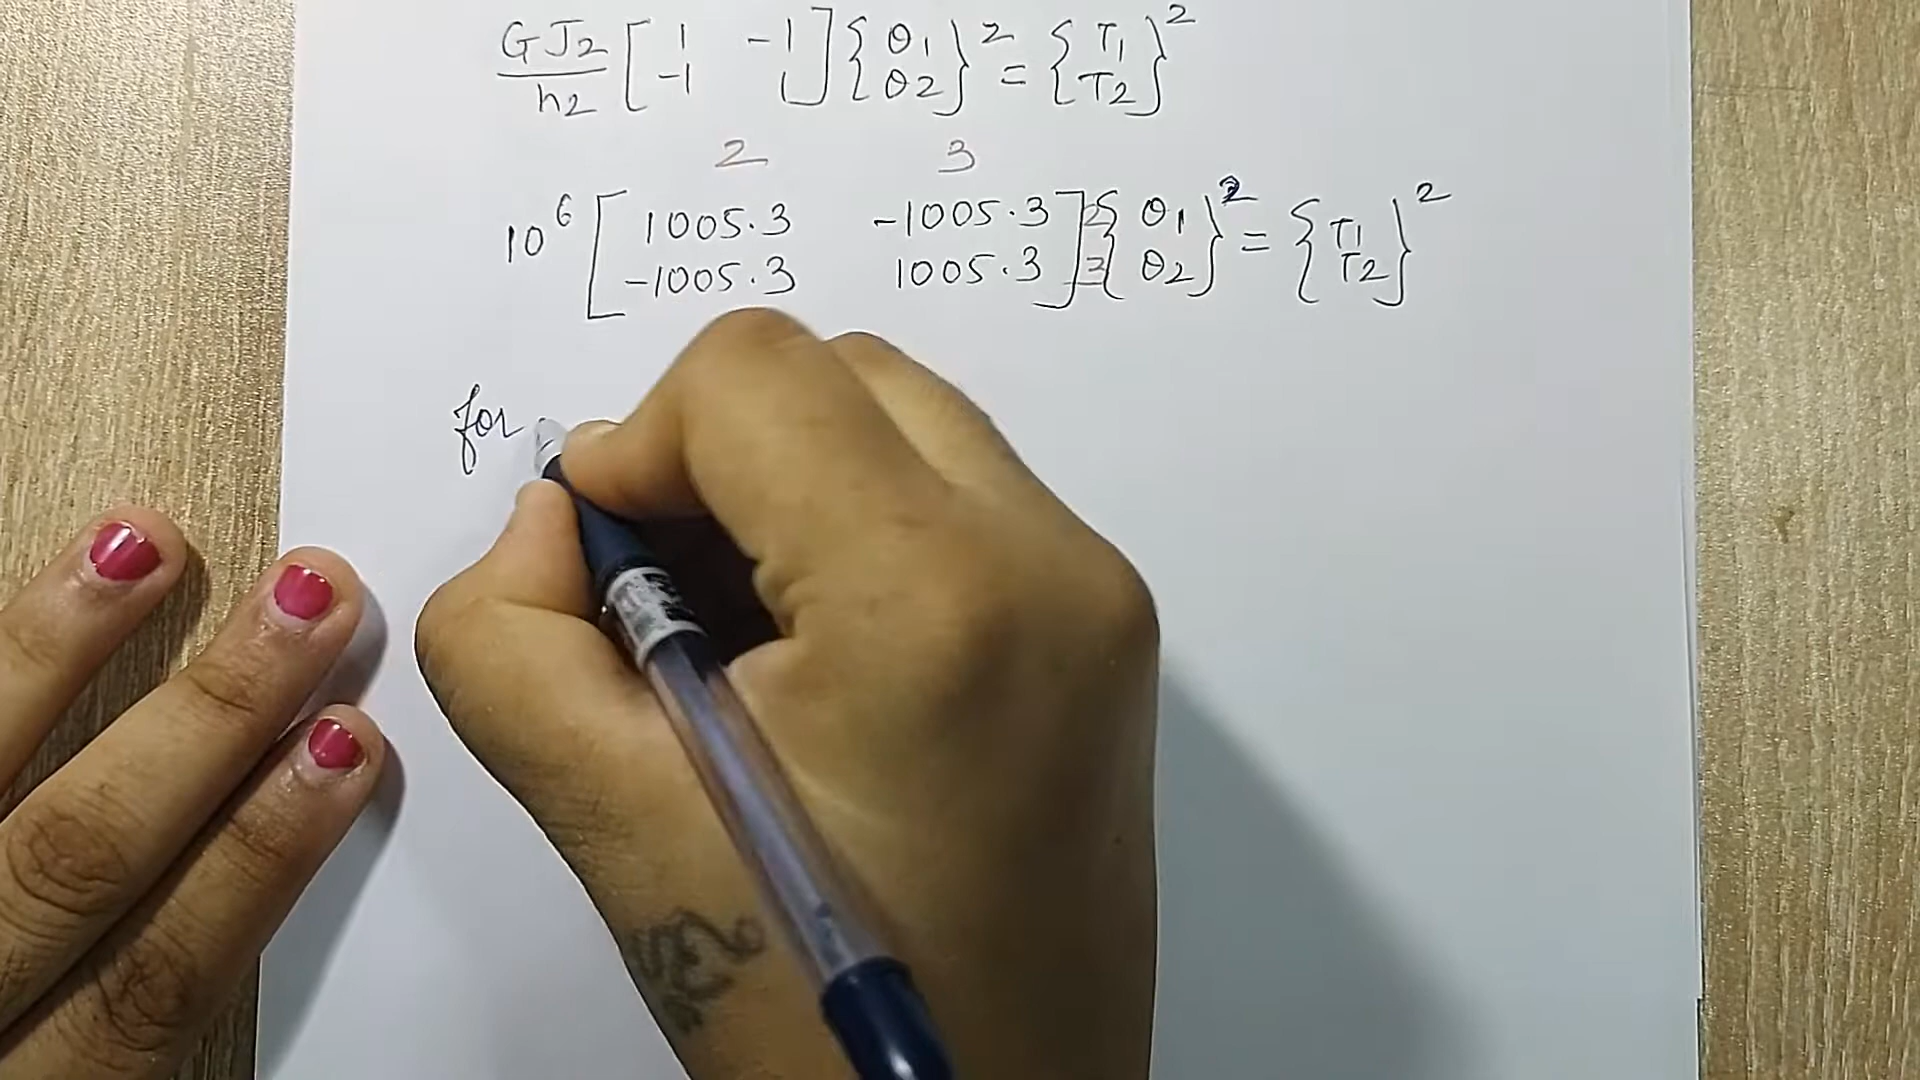 GJ2/h2 [ 1 -1 ] { θ1 }² = { T1 }²
[ -1 1 ] { θ2 } { T2 }
2 3
10⁶ [ 1005.3 -1005.3 ] 2 { θ1 }² = { T1 }²
[ -1005.3 1005.3 ] 3 { θ2 } { T2 }
for